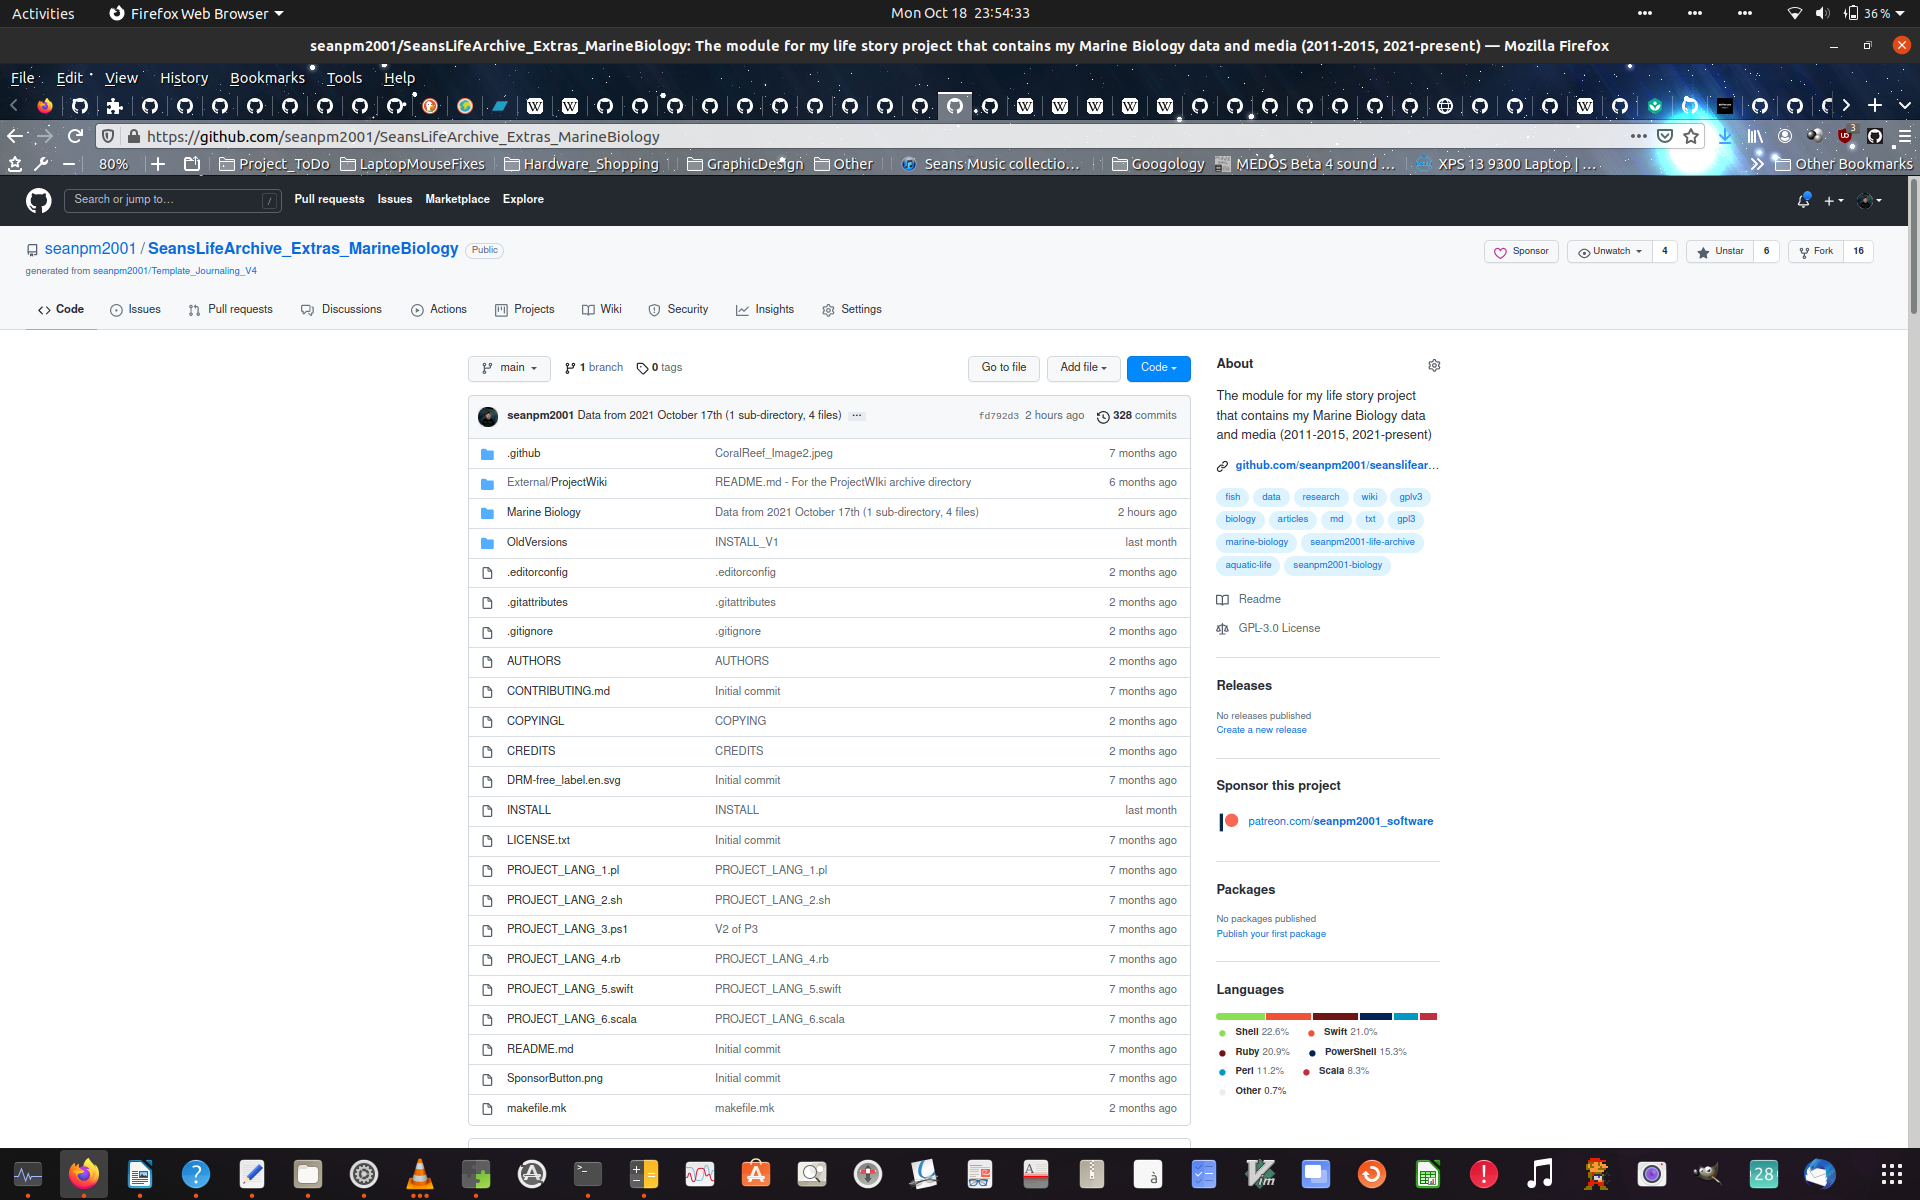 Activities Firefox Web Browser Mon Oct 18 23:54:33 36 %
seanpm2001/SeansLifeArchive_Extras_MarineBiology: The module for my life story project that contains my Marine Biology data and media (2011-2015, 2021-present) — Mozilla Firefox
File Edit View History Bookmarks Tools Help
https://github.com/seanpm2001/SeansLifeArchive_Extras_MarineBiology 3
80% Project_ToDo LaptopMouseFixes Hardware_Shopping GraphicDesign Other Seans Music collectio… Googology MEDOS Beta 4 sound … XPS 13 9300 Laptop | … Other Bookmarks
Search or jump to… / Pull requests Issues Marketplace Explore
seanpm2001 / SeansLifeArchive_Extras_MarineBiology Public Sponsor Unwatch 4 Unstar 6 Fork 16
generated from seanpm2001/Template_Journaling_V4
Code Issues Pull requests Discussions Actions Projects Wiki Security Insights Settings
main 1 branch 0 tags Go to file Add file Code
seanpm2001 Data from 2021 October 17th (1 sub-directory, 4 files) ... fd792d3 2 hours ago 328 commits
.github CoralReef_Image2.jpeg 7 months ago
External/ProjectWiki README.md - For the ProjectWIki archive directory 6 months ago
Marine Biology Data from 2021 October 17th (1 sub-directory, 4 files) 2 hours ago
OldVersions INSTALL_V1 last month
.editorconfig .editorconfig 2 months ago
.gitattributes .gitattributes 2 months ago
.gitignore .gitignore 2 months ago
AUTHORS AUTHORS 2 months ago
CONTRIBUTING.md Initial commit 7 months ago
COPYINGL COPYING 2 months ago
CREDITS CREDITS 2 months ago
DRM-free_label.en.svg Initial commit 7 months ago
INSTALL INSTALL last month
LICENSE.txt Initial commit 7 months ago
PROJECT_LANG_1.pl PROJECT_LANG_1.pl 7 months ago
PROJECT_LANG_2.sh PROJECT_LANG_2.sh 7 months ago
PROJECT_LANG_3.ps1 V2 of P3 7 months ago
PROJECT_LANG_4.rb PROJECT_LANG_4.rb 7 months ago
PROJECT_LANG_5.swift PROJECT_LANG_5.swift 7 months ago
PROJECT_LANG_6.scala PROJECT_LANG_6.scala 7 months ago
README.md Initial commit 7 months ago
SponsorButton.png Initial commit 7 months ago
makefile.mk makefile.mk 2 months ago
About
The module for my life story project
that contains my Marine Biology data
and media (2011-2015, 2021-present)
github.com/seanpm2001/seanslifear…
fish data research wiki gplv3
biology articles md txt gpl3
marine-biology seanpm2001-life-archive
aquatic-life seanpm2001-biology
Readme
GPL-3.0 License
Releases
No releases published
Create a new release
Sponsor this project
patreon.com/seanpm2001_software
Packages
No packages published
Publish your first package
Languages
Shell 22.6% Swift 21.0%
Ruby 20.9% PowerShell 15.3%
Perl 11.2% Scala 8.3%
Other 0.7%
28